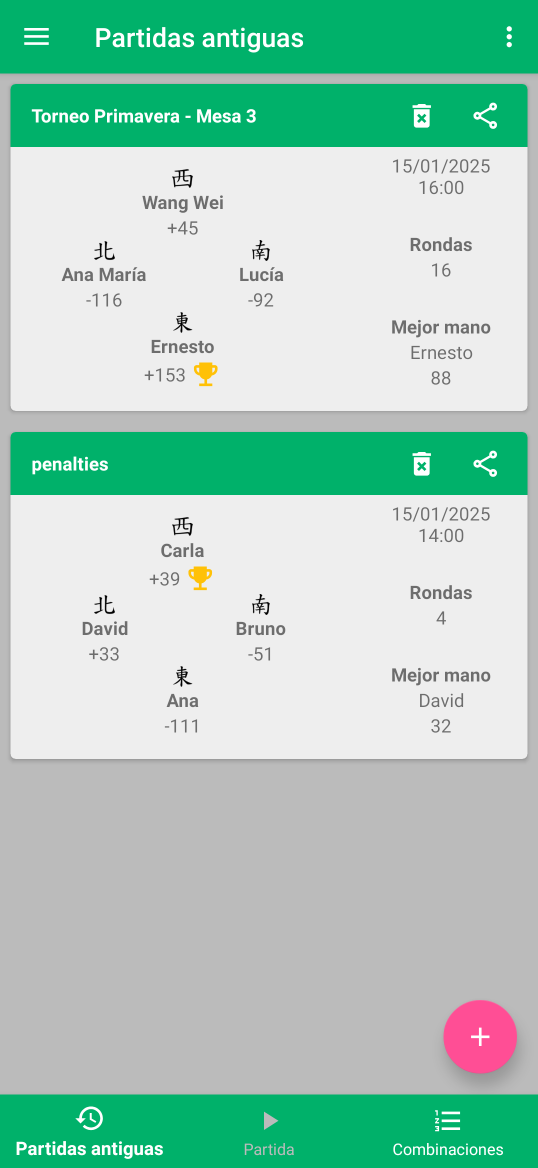 Partidas antiguas
Torneo Primavera - Mesa 3
西
Wang Wei
+45
北
Ana María
-116
南
Lucía
-92
東
Ernesto
+153
15/01/2025
16:00
Rondas
16
Mejor mano
Ernesto
88
penalties
西
Carla
+39
北
David
+33
南
Bruno
-51
東
Ana
-111
15/01/2025
14:00
Rondas
4
Mejor mano
David
32
Partidas antiguas
Partida
Combinaciones